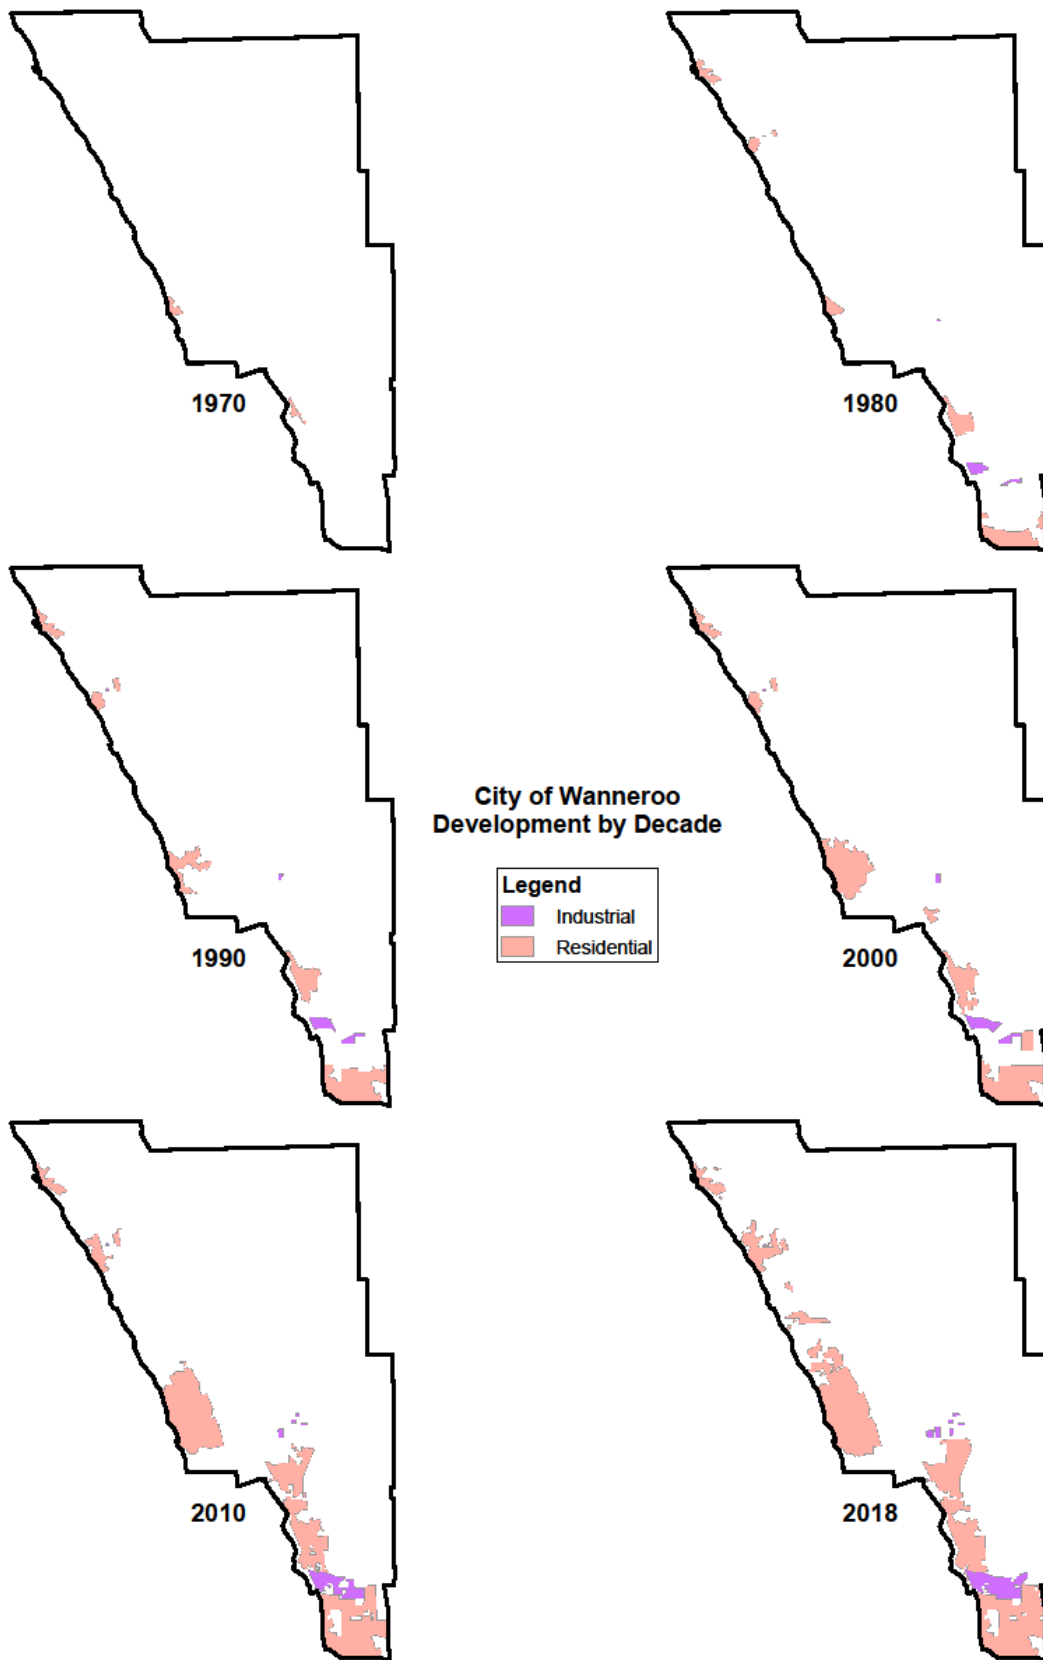 1970
1980
City of Wanneroo
Development by Decade
Legend
Industrial
Residential
1990
2000
2010
2018